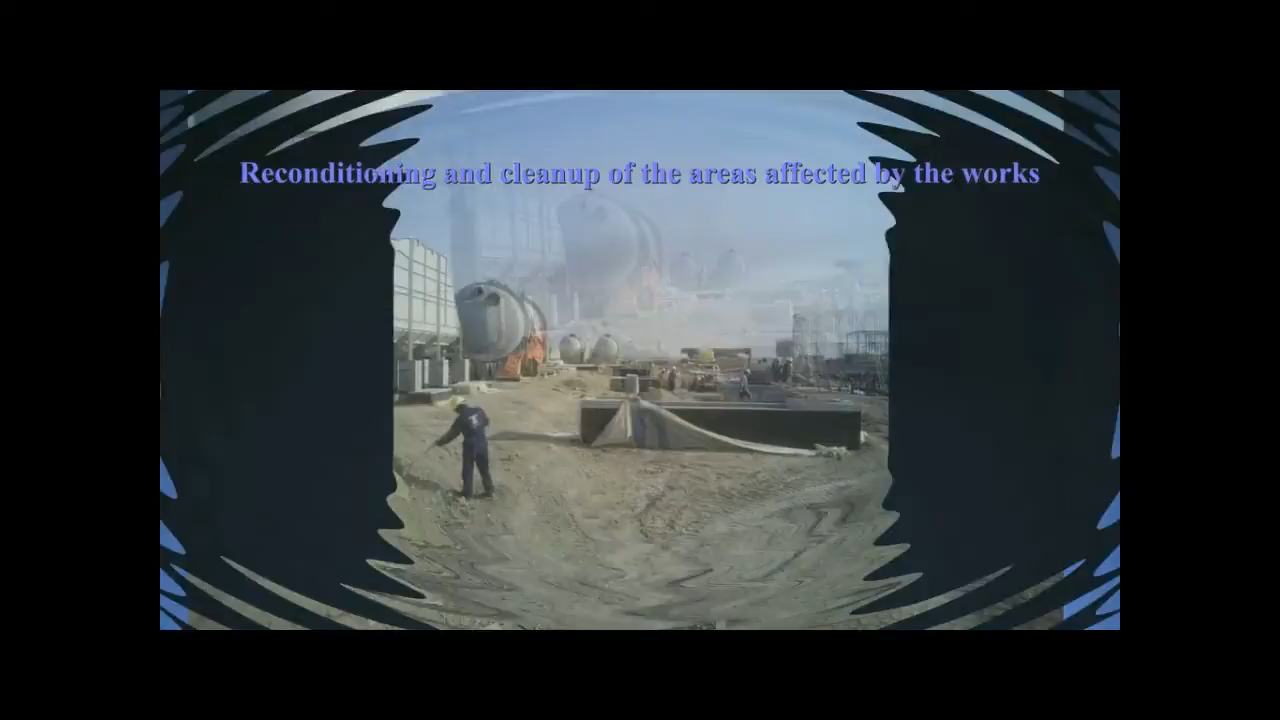 Reconditioning and cleanup of the areas affected by the works